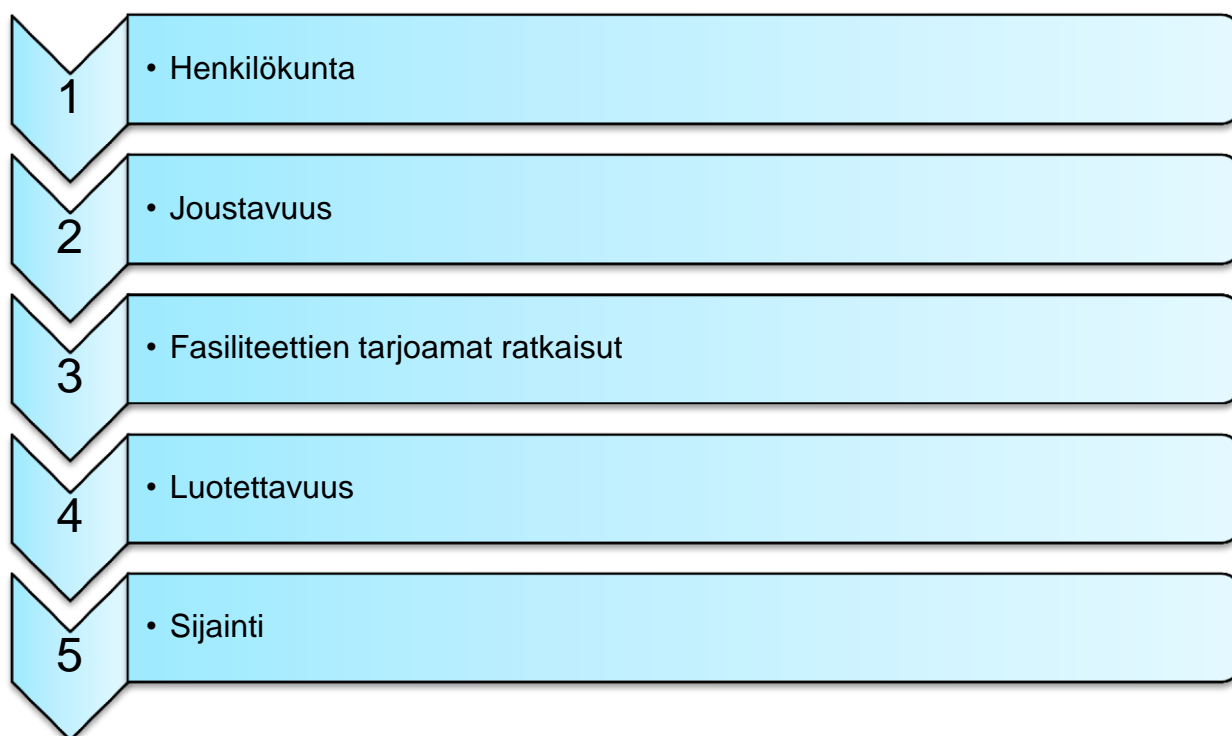 1
• Henkilökunta
2
• Joustavuus
3
• Fasiliteettien tarjoamat ratkaisut
4
• Luotettavuus
5
• Sijainti